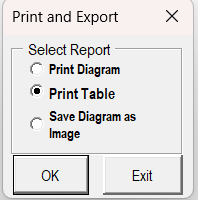 Print and Export
Select Report
Print Diagram
Print Table
Save Diagram as
Image
OK
Exit